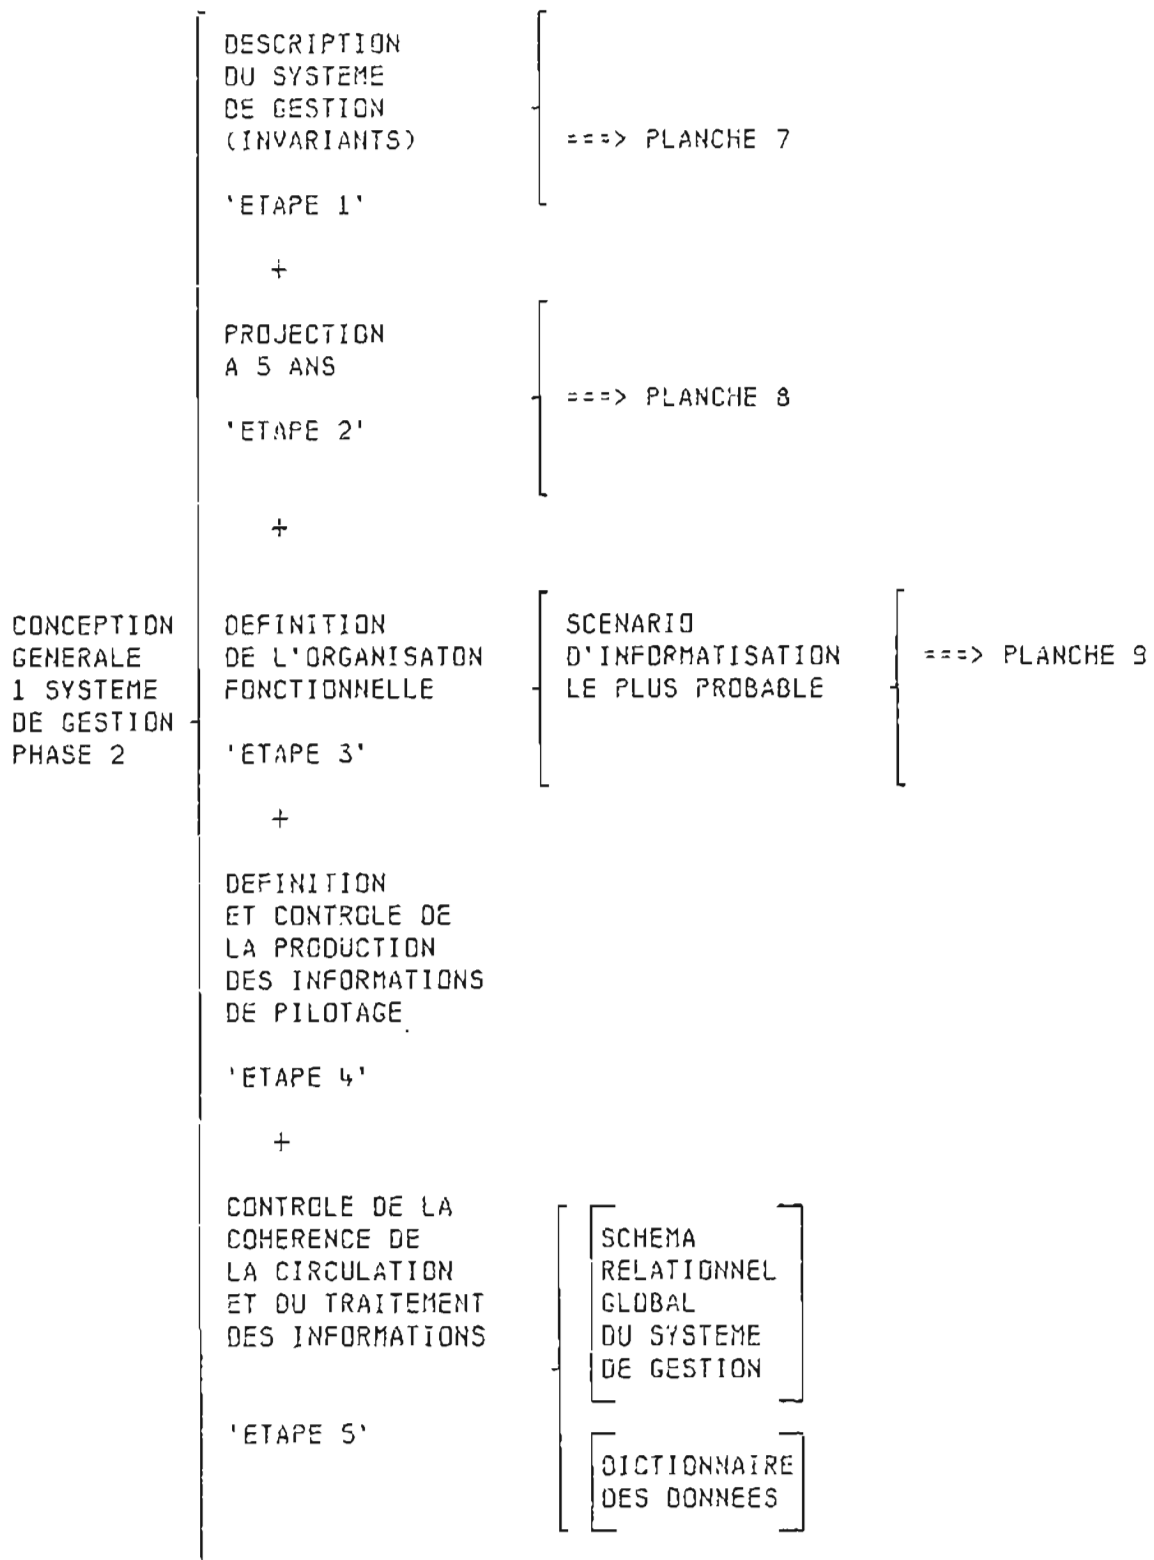 DESCRIPTION
DU SYSTEME
DE GESTION
(INVARIANTS)
===> PLANCHE 7
'ETAPE 1'
+
PROJECTION
A 5 ANS
===> PLANCHE 8
'ETAPE 2'
+
CONCEPTION
GENERALE
1 SYSTEME
DE GESTION
PHASE 2
DEFINITION
DE L'ORGANISATON
FONCTIONNELLE
'ETAPE 3'
SCENARIO
D'INFORMATISATION
LE PLUS PROBABLE
===> PLANCHE 9
+
DEFINITION
ET CONTROLE DE
LA PRODUCTION
DES INFORMATIONS
DE PILOTAGE
'ETAPE 4'
+
CONTROLE DE LA
COHERENCE DE
LA CIRCULATION
ET DU TRAITEMENT
DES INFORMATIONS
'ETAPE 5'
SCHEMA
RELATIONNEL
GLOBAL
DU SYSTEME
DE GESTION
DICTIONNAIRE
DES DONNEES